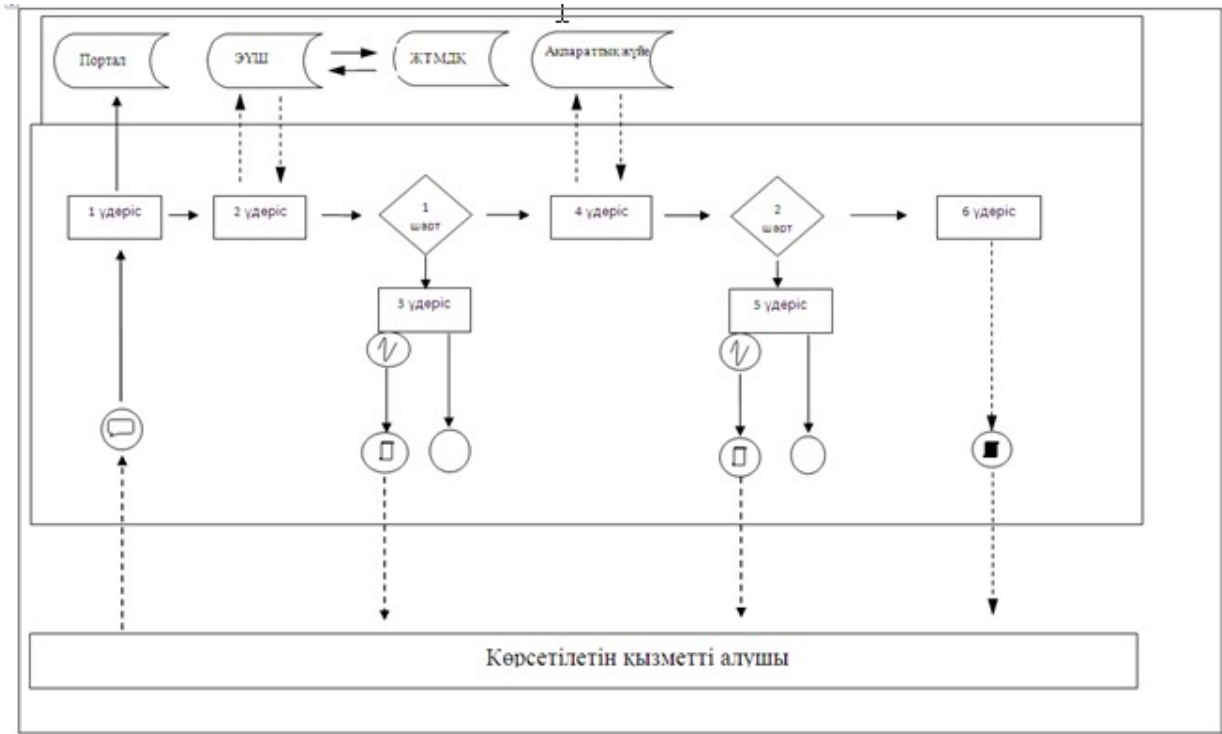 Портал
ЭҮШ
ЖТМДҚ
Ақпараттық жүйе
1 үдеріс
2 үдеріс
1
шарт
4 үдеріс
2
шарт
6 үдеріс
3 үдеріс
5 үдеріс
Көрсетілетін қызметті алушы